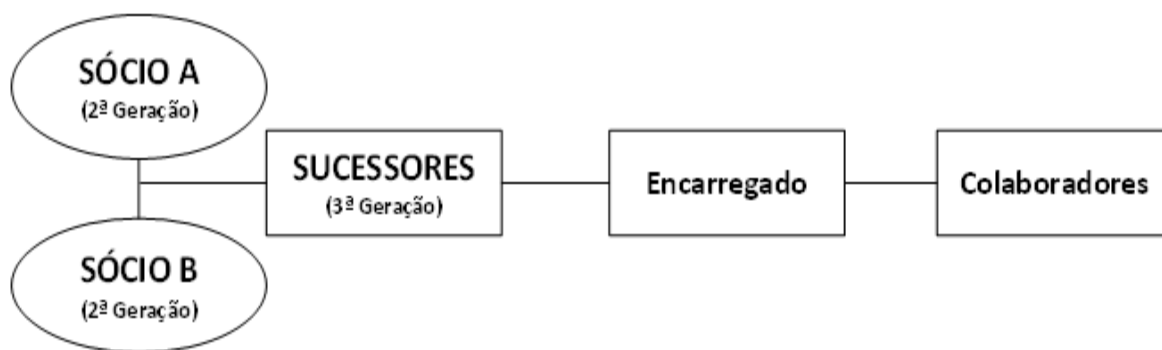 SÓCIO A
(2ª Geração)
SUCESSORES
(3ª Geração)
Encarregado
Colaboradores
SÓCIO B
(2ª Geração)